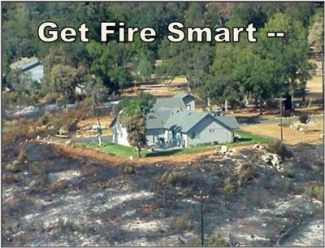 Get Fire Smart --